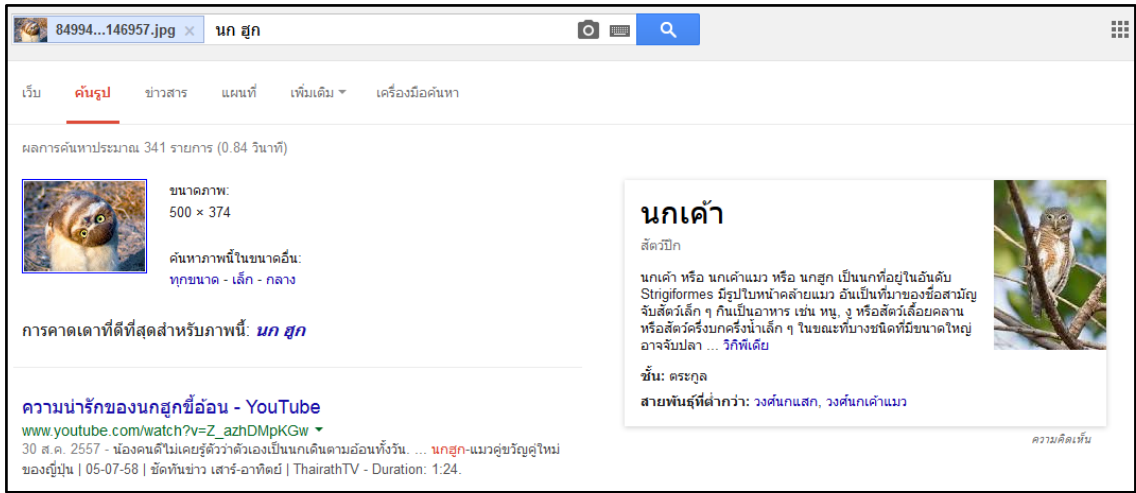 84994...146957.jpg × นก ฮูก
เว็บ ค้นรูป ข่าวสาร แผนที่ เพิ่มเติม เครื่องมือค้นหา
ผลการค้นหาประมาณ 341 รายการ (0.84 วินาที)
ขนาดภาพ:
500 × 374
ค้นหาภาพนี้ในขนาดอื่น:
ทุกขนาด - เล็ก - กลาง
การคาดเดาที่ดีที่สุดสำหรับภาพนี้: นก ฮูก
ความน่ารักของนกฮูกขี้อ้อน - YouTube
www.youtube.com/watch?v=Z_azhDMpKGw
30 ส.ค. 2557 - น้องคนดีไม่เคยรู้ตัวว่าตัวเองเป็นนกเดินตามอ้อนทั้งวัน. ... นกฮูก-แมวคู่ขวัญคู่ใหม่
ของญี่ปุ่น | 05-07-58 | ชัดทันข่าว เสาร์-อาทิตย์ | ThairathTV - Duration: 1:24.
นกเค้า
สัตว์ปีก
นกเค้า หรือ นกเค้าแมว หรือ นกฮูก เป็นนกที่อยู่ในอันดับ
Strigiformes มีรูปใบหน้าคล้ายแมว อันเป็นที่มาของชื่อสามัญ
จับสัตว์เล็ก ๆ กินเป็นอาหาร เช่น หนู, งู หรือสัตว์เลื้อยคลาน
หรือสัตว์ครึ่งบกครึ่งน้ำเล็ก ๆ ในขณะที่บางชนิดที่มีขนาดใหญ่
อาจจับปลา ... วิกิพีเดีย
ชั้น: ตระกูล
สายพันธุ์ที่ต่ำกว่า: วงศ์นกแสก, วงศ์นกเค้าแมว
ความคิดเห็น